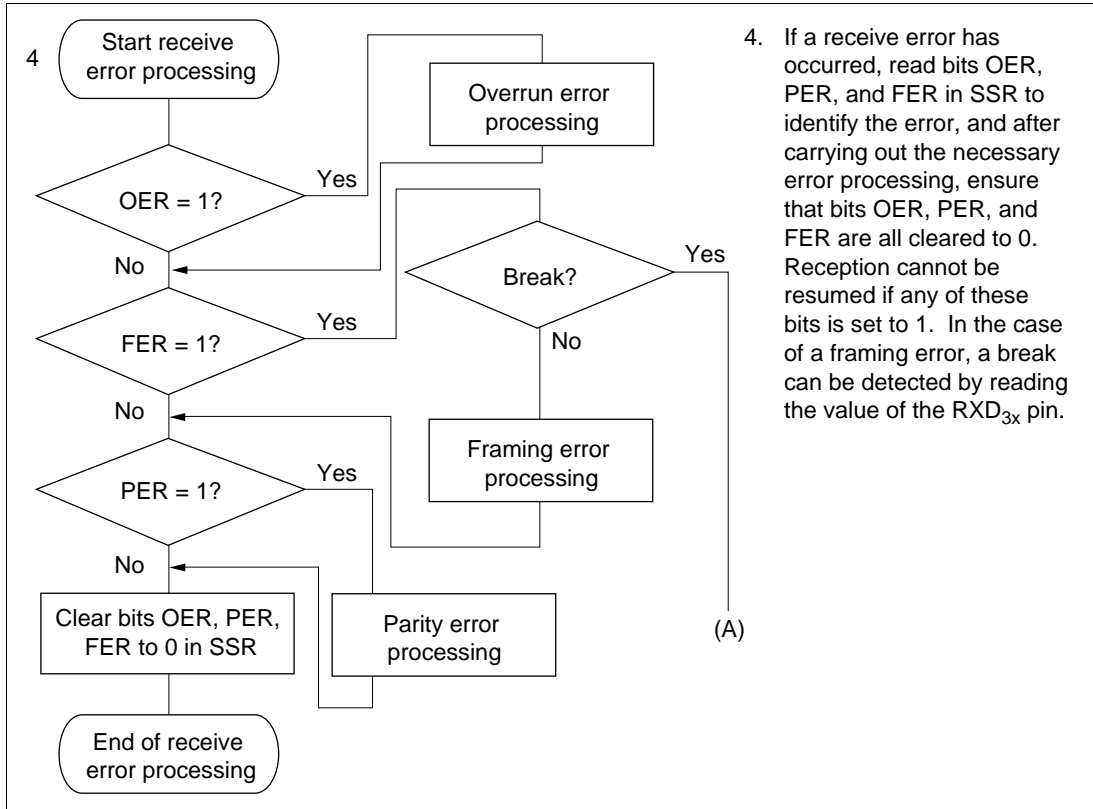 4
Start receive
error processing
Overrun error
processing
Yes
OER = 1?
No
Yes
Break?
Yes
FER = 1?
No
No
Framing error
processing
Yes
PER = 1?
No
Clear bits OER, PER,
FER to 0 in SSR
Parity error
processing
(A)
End of receive
error processing
4. If a receive error has
occurred, read bits OER,
PER, and FER in SSR to
identify the error, and after
carrying out the necessary
error processing, ensure
that bits OER, PER, and
FER are all cleared to 0.
Reception cannot be
resumed if any of these
bits is set to 1. In the case
of a framing error, a break
can be detected by reading
the value of the RXD3x pin.